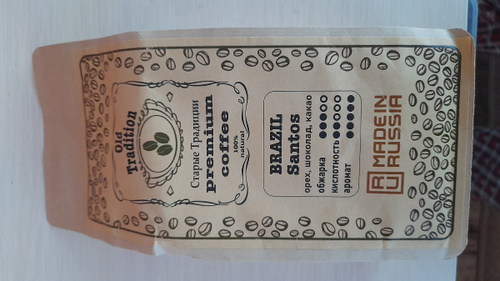 Old
Tradition
Старые Традиции
premium
coffee
100%
natural
BRAZIL
Santos
орех, шоколад, какао
обжарка
кислотность
аромат
MADE IN
RUSSIA